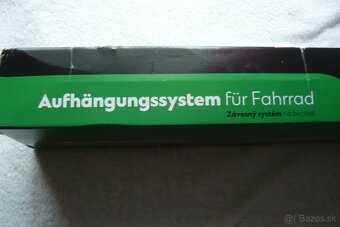 Aufhängungssystem für Fahrrad
Závesný systém na bicykel
Bazos.sk